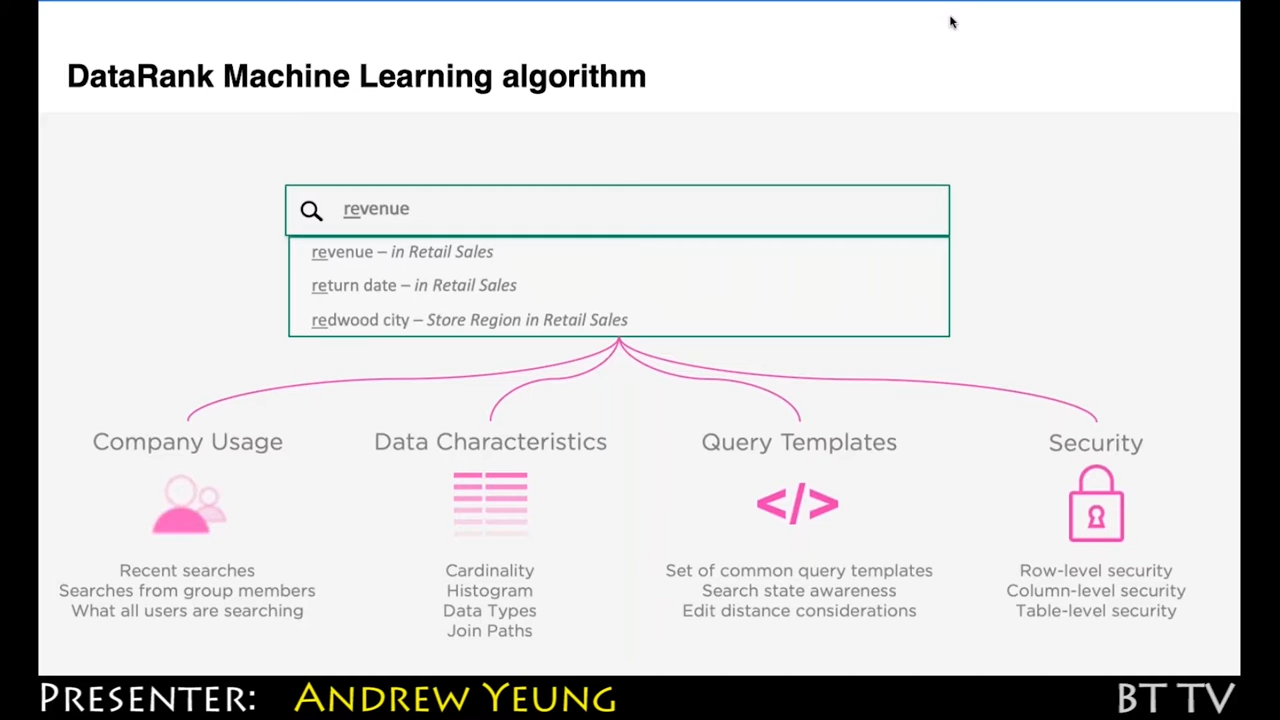 DataRank Machine Learning algorithm
revenue
revenue – in Retail Sales
return date – in Retail Sales
redwood city – Store Region in Retail Sales
Company Usage
Recent searches
Searches from group members
What all users are searching
Data Characteristics
Cardinality
Histogram
Data Types
Join Paths
Query Templates
</>
Set of common query templates
Search state awareness
Edit distance considerations
Security
Row-level security
Column-level security
Table-level security
Presenter: Andrew Yeung
BT TV